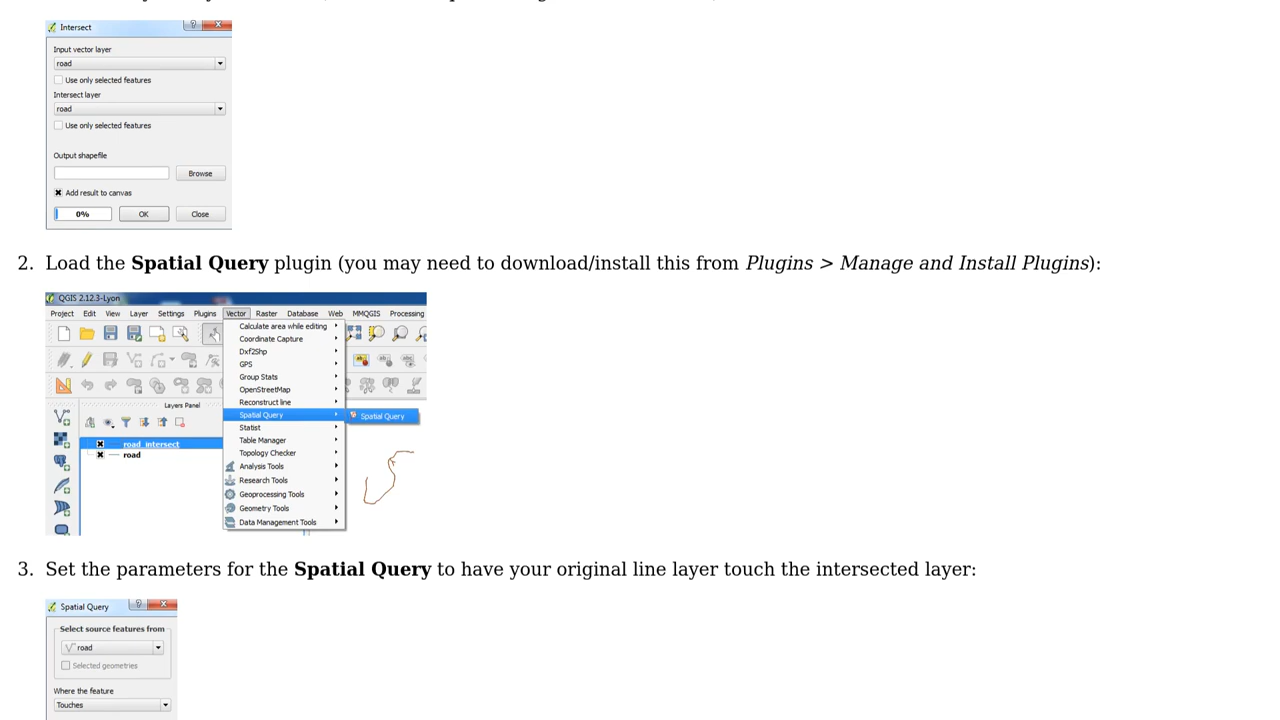 Intersect
Input vector layer
road
Use only selected features
Intersect layer
road
Use only selected features
Output shapefile
Browse
Add result to canvas
0% OK Close
2. Load the Spatial Query plugin (you may need to download/install this from Plugins > Manage and Install Plugins):
QGIS 2.12.3-Lyon
Project Edit View Layer Settings Plugins Vector Raster Database Web MMQGIS Processing
Calculate area while editing
Coordinate Capture
Dxf2Shp
GPS
Group Stats
OpenStreetMap
Reconstruct line
Layers Panel
Spatial Query Spatial Query
Statist
Table Manager
road_intersect
Topology Checker
road
Analysis Tools
Research Tools
Geoprocessing Tools
Geometry Tools
Data Management Tools
3. Set the parameters for the Spatial Query to have your original line layer touch the intersected layer:
Spatial Query
Select source features from
road
Selected geometries
Where the feature
Touches